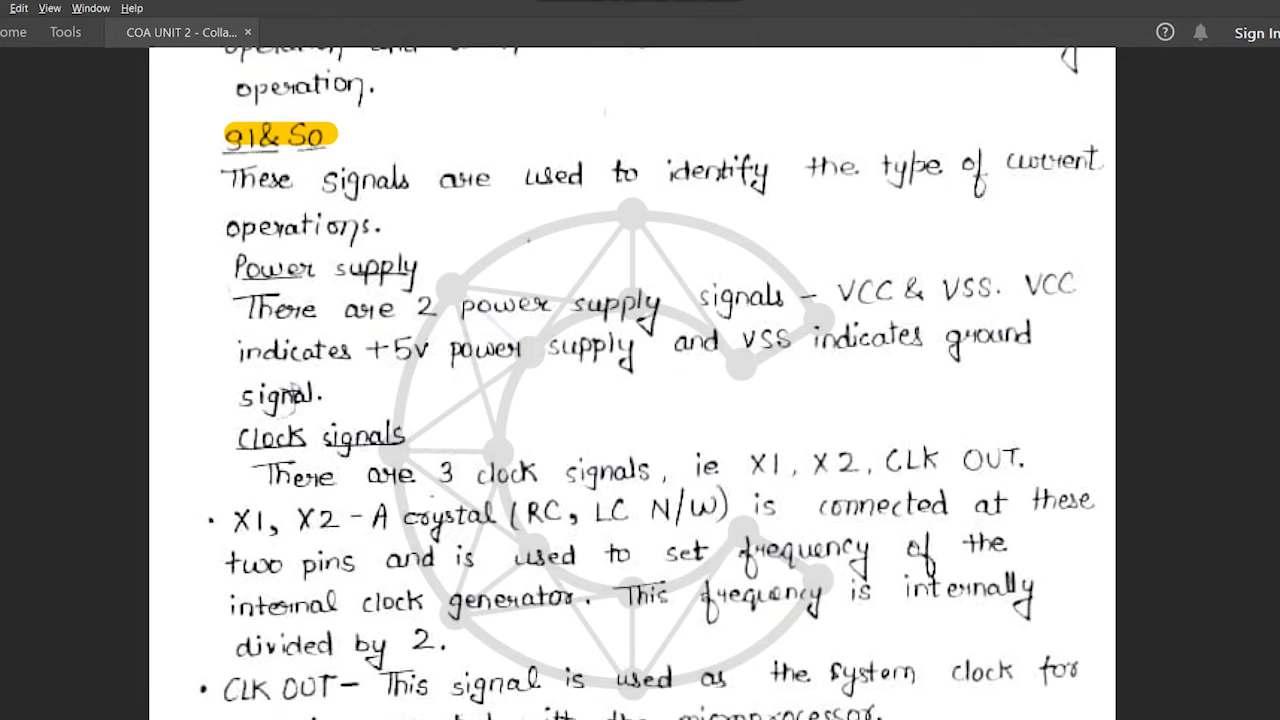 Edit View Window Help
ome Tools COA UNIT 2 - Colla... × Sign In
operation.
S1 & S0
These signals are used to identify the type of current
operations.
Power supply
There are 2 power supply signals - VCC & VSS. VCC
indicates +5v power supply and VSS indicates ground
signal.
Clock signals
There are 3 clock signals, ie X1, X2, CLK OUT.
• X1, X2 - A crystal (RC, LC N/W) is connected at these
two pins and is used to set frequency of the
internal clock generator. This frequency is internally
divided by 2.
• CLK OUT - This signal is used as the system clock for
with the microprocessor.